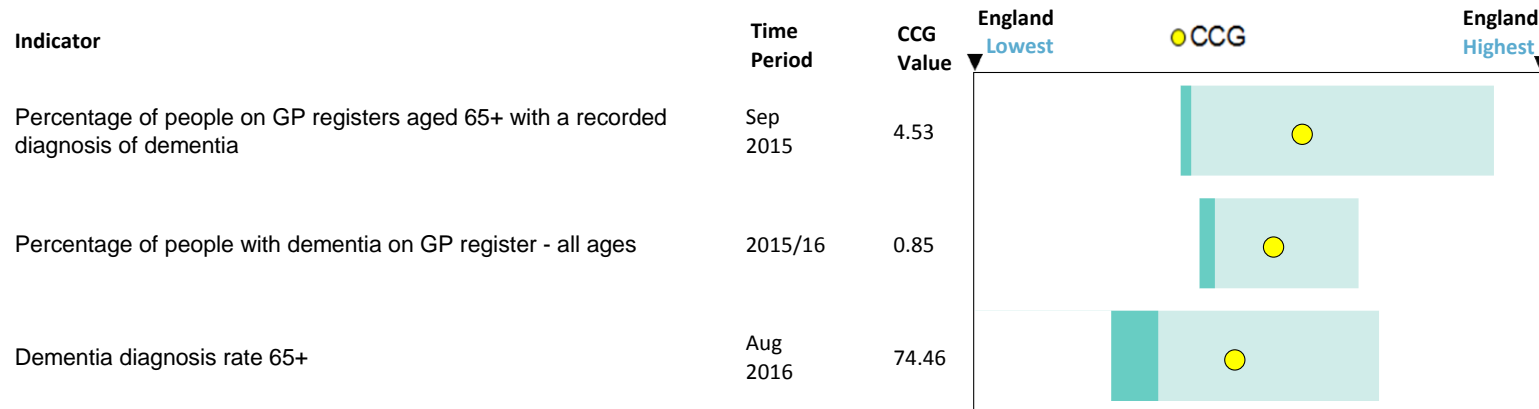 Indicator
Time
Period
CCG
Value
England
Lowest
CCG
England
Highest
Percentage of people on GP registers aged 65+ with a recorded
diagnosis of dementia
Sep
2015
4.53
Percentage of people with dementia on GP register - all ages
2015/16
0.85
Dementia diagnosis rate 65+
Aug
2016
74.46